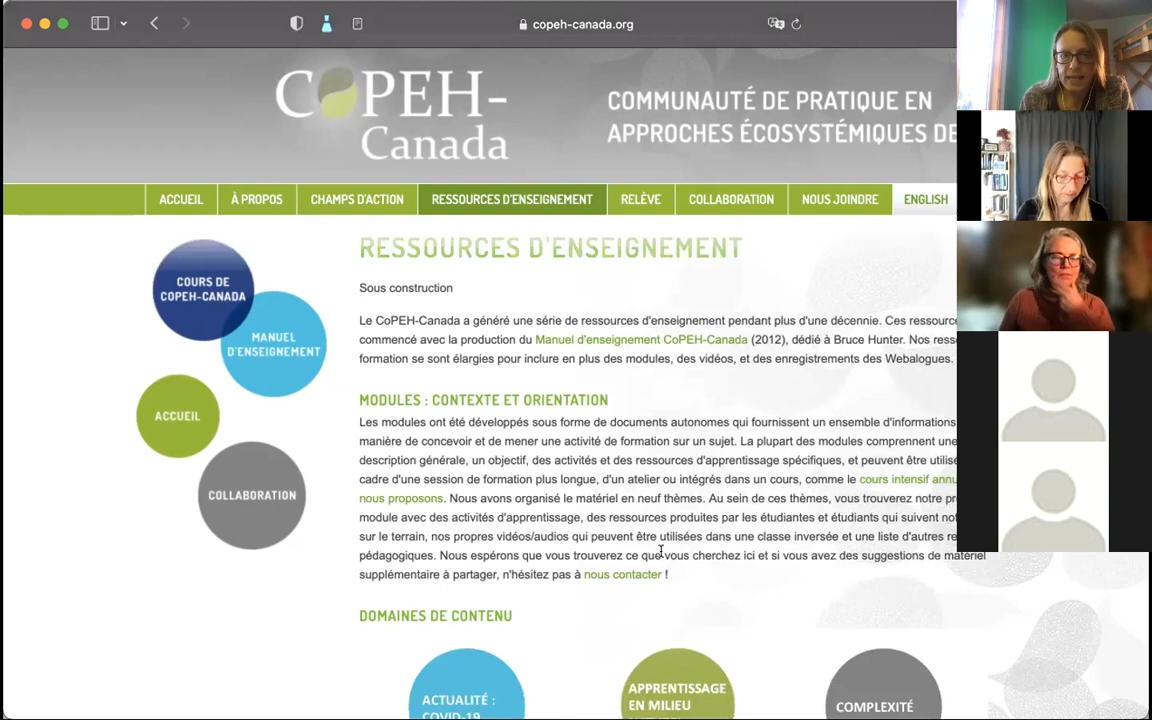 copeh-canada.org
COPEH-
Canada
COMMUNAUTÉ DE PRATIQUE EN
APPROCHES ÉCOSYSTÉMIQUES DE
ACCUEIL
À PROPOS
CHAMPS D'ACTION
RESSOURCES D'ENSEIGNEMENT
RELÈVE
COLLABORATION
NOUS JOINDRE
ENGLISH
COURS DE
COPEH-CANADA
MANUEL
D'ENSEIGNEMENT
ACCUEIL
COLLABORATION
RESSOURCES D'ENSEIGNEMENT
Sous construction
Le CoPEH-Canada a généré une série de ressources d'enseignement pendant plus d'une décennie. Ces
commencé avec la production du Manuel d'enseignement CoPEH-Canada (2012), dédié à Bruce Hunter. Nos
formation se sont élargies pour inclure en plus des modules, des vidéos, et des enregistrements des Webalogues.
MODULES : CONTEXTE ET ORIENTATION
Les modules ont été développés sous forme de documents autonomes qui fournissent un ensemble d'informations
manière de concevoir et de mener une activité de formation sur un sujet. La plupart des modules comprennent une
description générale, un objectif, des activités et des ressources d'apprentissage spécifiques, et peuvent être
cadre d'une session de formation plus longue, d'un atelier ou intégrés dans un cours, comme le cours intensif
nous proposons. Nous avons organisé le matériel en neuf thèmes. Au sein de ces thèmes, vous trouverez notre
module avec des activités d'apprentissage, des ressources produites par les étudiantes et étudiants qui suivent
sur le terrain, nos propres vidéos/audios qui peuvent être utilisées dans une classe inversée et une liste d'autres
pédagogiques. Nous espérons que vous trouverez ce que vous cherchez ici et si vous avez des suggestions de matériel
supplémentaire à partager, n'hésitez pas à nous contacter !
DOMAINES DE CONTENU
ACTUALITÉ :
COVID-19
APPRENTISSAGE
EN MILIEU
COMPLEXITÉ